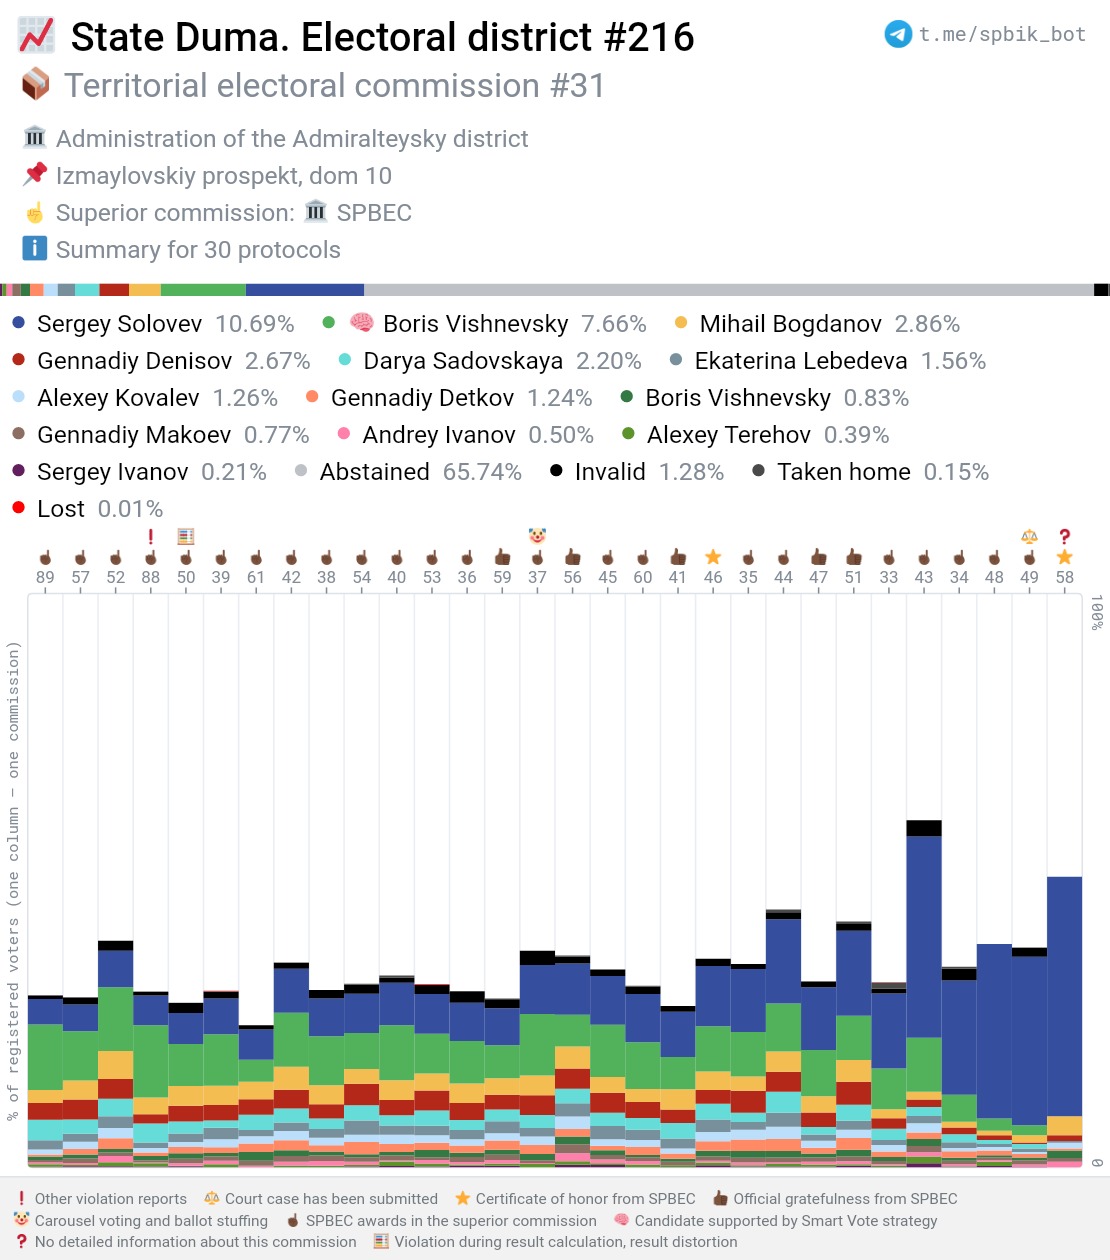 State Duma. Electoral district #216
t.me/spbik_bot
Territorial electoral commission #31
Administration of the Admiralteysky district
Izmaylovskiy prospekt, dom 10
Superior commission: SPBEC
Summary for 30 protocols
Sergey Solovev 10.69% Boris Vishnevsky 7.66% Mihail Bogdanov 2.86%
Gennadiy Denisov 2.67% Darya Sadovskaya 2.20% Ekaterina Lebedeva 1.56%
Alexey Kovalev 1.26% Gennadiy Detkov 1.24% Boris Vishnevsky 0.83%
Gennadiy Makoev 0.77% Andrey Ivanov 0.50% Alexey Terehov 0.39%
Sergey Ivanov 0.21% Abstained 65.74% Invalid 1.28% Taken home 0.15%
Lost 0.01%
89 57 52 88 50 39 61 42 38 54 40 53 36 59 37 56 45 60 41 46 35 44 47 51 33 43 34 48 49 58
100%
% of registered voters (one column – one commission)
0
Other violation reports Court case has been submitted Certificate of honor from SPBEC Official gratefulness from SPBEC
Carousel voting and ballot stuffing SPBEC awards in the superior commission Candidate supported by Smart Vote strategy
No detailed information about this commission Violation during result calculation, result distortion